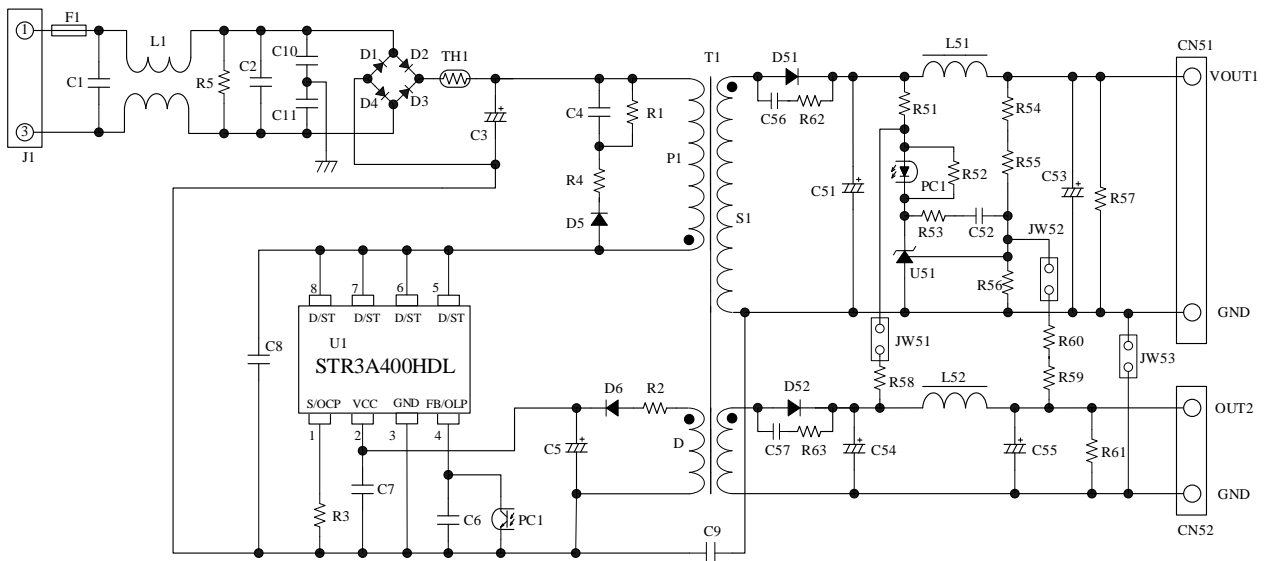 F1
1
3
J1
C1
L1
R5
C2
C10
C11
D1
D2
D4
D3
TH1
C3
C4
R1
R4
D5
P1
T1
S1
D51
C56
R62
C51
L51
R51
PC1
R52
R53
C52
U51
R54
R55
R56
C53
R57
JW52
CN51
VOUT1
GND
8
7
6
5
D/ST
D/ST
D/ST
D/ST
U1
STR3A400HDL
S/OCP
VCC
GND
FB/OLP
1
2
3
4
C8
R3
C7
C6
PC1
C5
D6
R2
D
C9
JW51
R58
R60
R59
JW53
D52
C57
R63
C54
L52
C55
R61
OUT2
GND
CN52